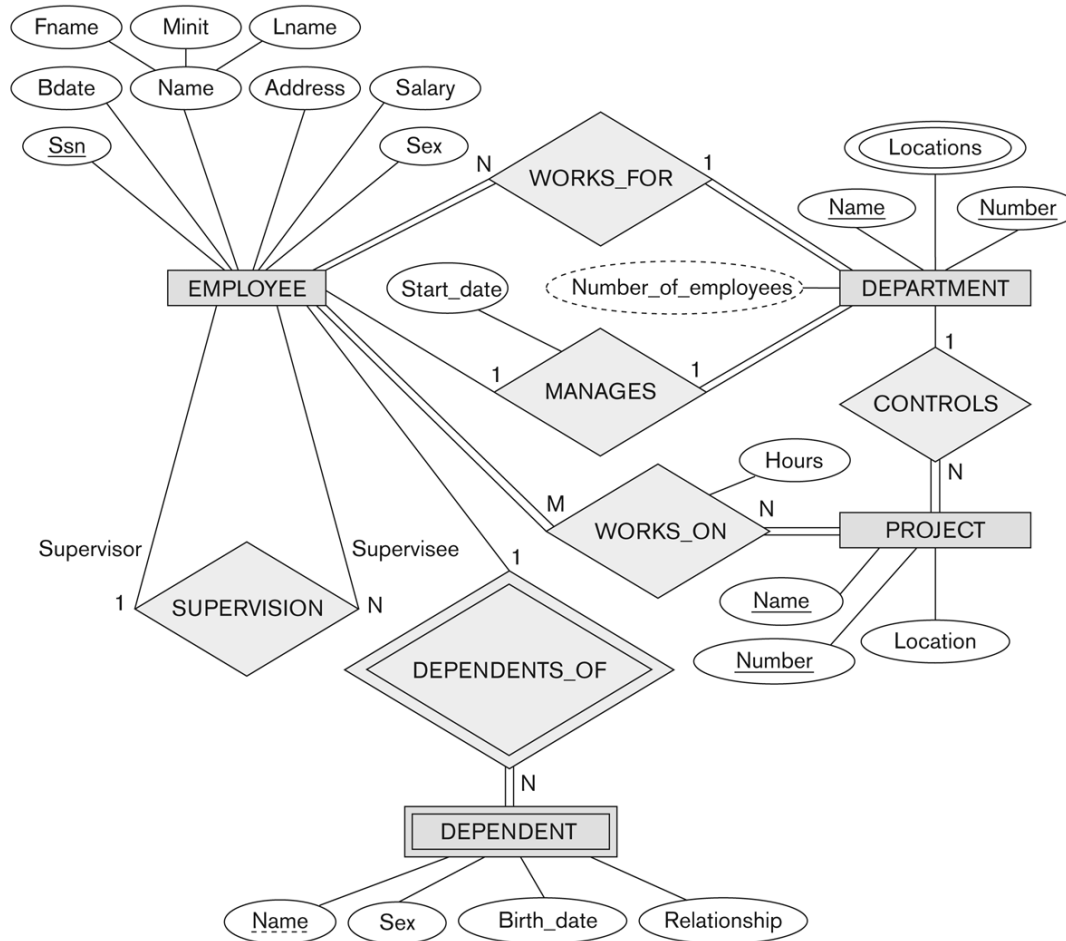 Fname
Minit
Lname
Bdate
Name
Address
Salary
Ssn
Sex
N
WORKS_FOR
1
Locations
Name
Number
EMPLOYEE
Start_date
Number_of_employees
DEPARTMENT
1
MANAGES
1
1
CONTROLS
N
Hours
M
WORKS_ON
N
PROJECT
Supervisor
Supervisee
1
1
SUPERVISION
N
Name
Number
Location
DEPENDENTS_OF
N
DEPENDENT
Name
Sex
Birth_date
Relationship